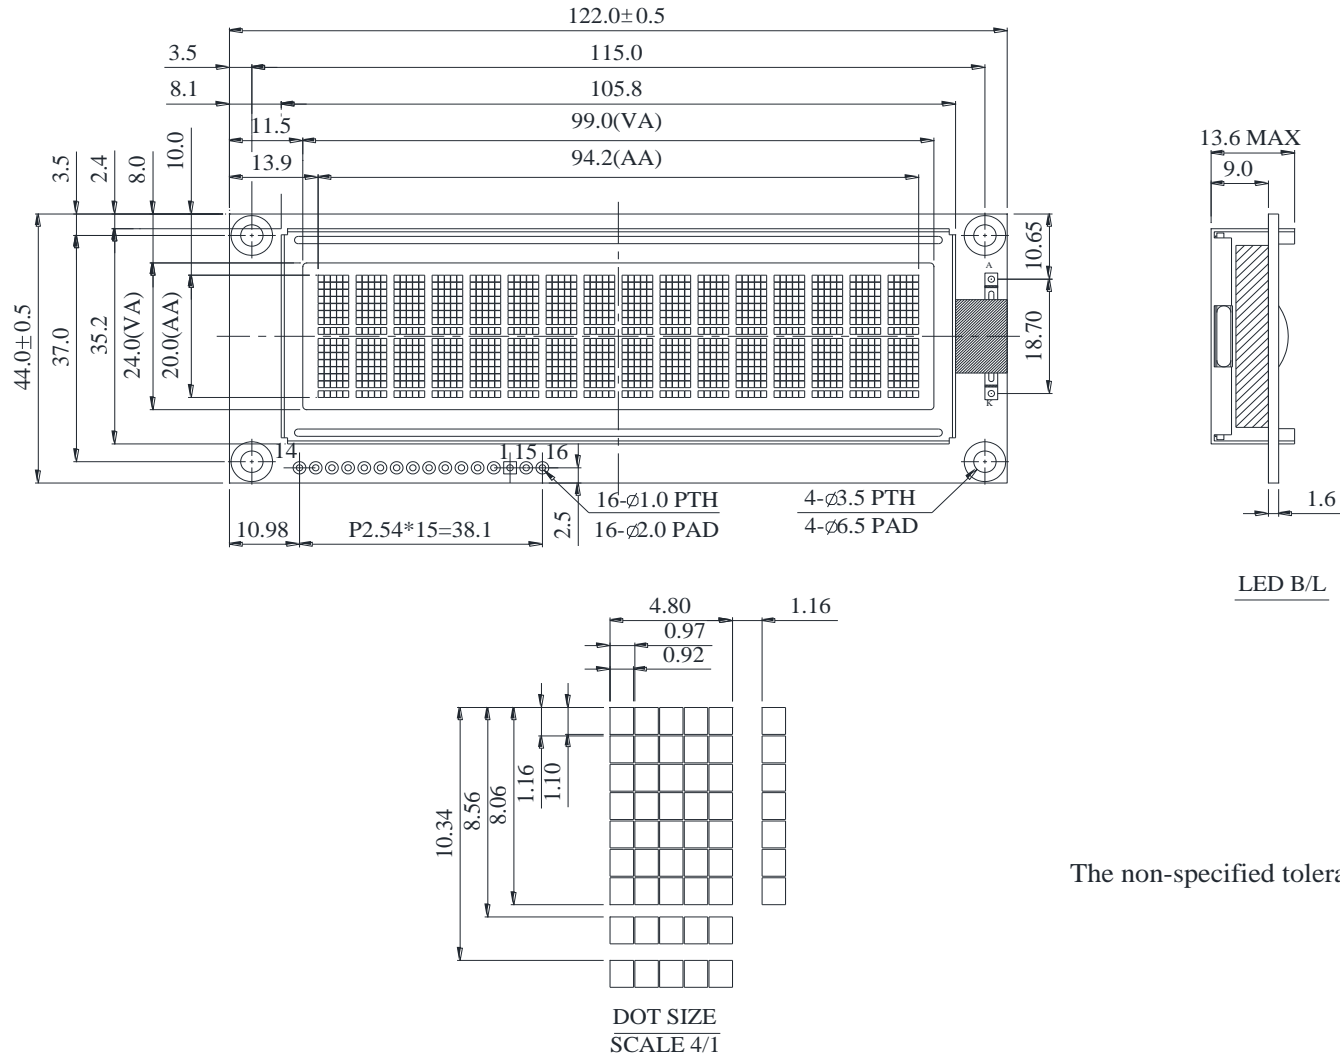 122.0±0.5
3.5 115.0
8.1 105.8
11.5 99.0(VA)
13.9 94.2(AA)
3.5
2.4
8.0
10.0
44.0±0.5
37.0
35.2
24.0(VA)
20.0(AA)
A
K
10.65
18.70
14 1 15 16
10.98 P2.54*15=38.1
2.5
16-⌀1.0 PTH
16-⌀2.0 PAD
4-⌀3.5 PTH
4-⌀6.5 PAD
13.6 MAX
9.0
1.6
LED B/L
4.80 1.16
0.97
0.92
10.34
8.56
8.06
1.16
1.10
DOT SIZE
SCALE 4/1
The non-specified tolera